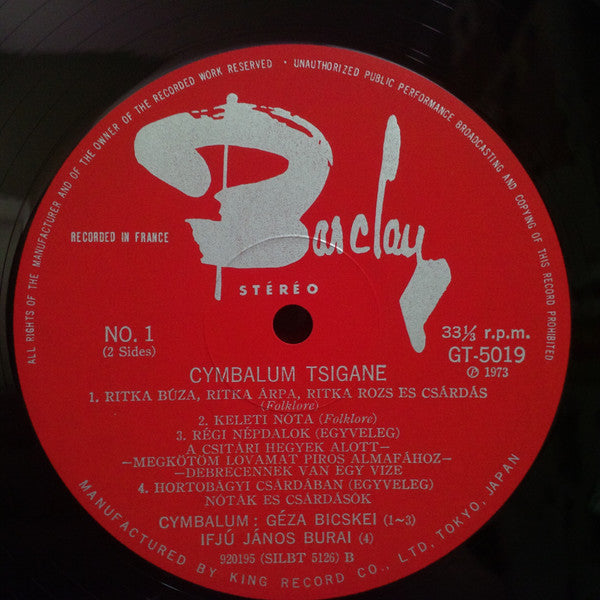 ALL RIGHTS OF THE MANUFACTURER AND OF THE OWNER OF THE RECORDED WORK RESERVED · UNAUTHORIZED PUBLIC PERFORMANCE BROADCASTING AND COPYING OF THIS RECORD PROHIBITED
Barclay
RECORDED IN FRANCE
STÉRÉO
NO. 1
(2 Sides)
33⅓ r.p.m.
GT-5019
Ⓟ 1973
CYMBALUM TSIGANE
1. RITKA BÚZA, RITKA ÁRPA, RITKA ROZS ES CSÁRDÁS
(Folklore)
2. KELETI NÓTA (Folklore)
3. RÉGI NÉPDALOK (EGYVELEG)
A CSITÁRI HEGYEK ALOTT—
—MEGKÖTÖM LOVAMAT PIROS ALMAFÁHOZ—
—DEBRECENNEK VAN EGY VIZE
4. HORTOBÁGYI CSÁRDÁBAN (EGYVELEG)
NÓTÁK ES CSÁRDÁSÓK
CYMBALUM : GÉZA BICSKEI (1~3)
IFJÚ JÁNOS BURAI (4)
920195 (SILBT 5126) B
MANUFACTURED BY KING RECORD CO., LTD, TOKYO, JAPAN